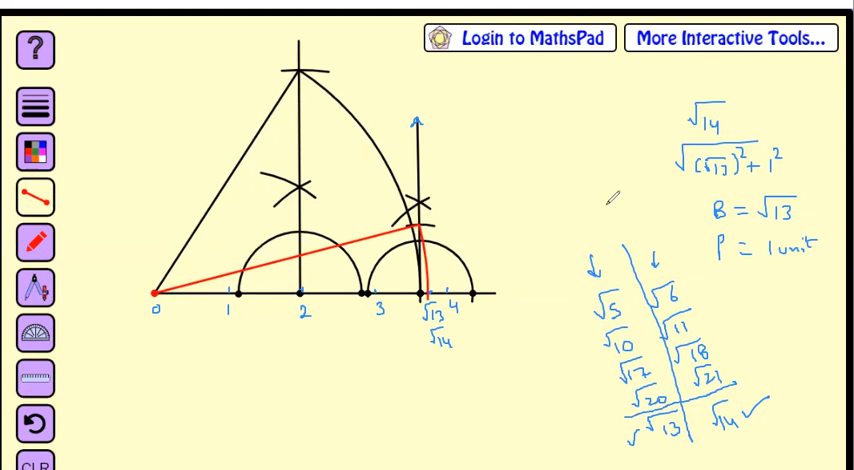 ?
Login to MathsPad
More Interactive Tools...
√14
√(√13)² + 1²
B = √13
P = 1 unit
↓ ↓
√5 √6
√10 √11
√17 √18
√20 √21
✓ √13 √14 ✓
0 1 2 3 √13 4
√14
CLR